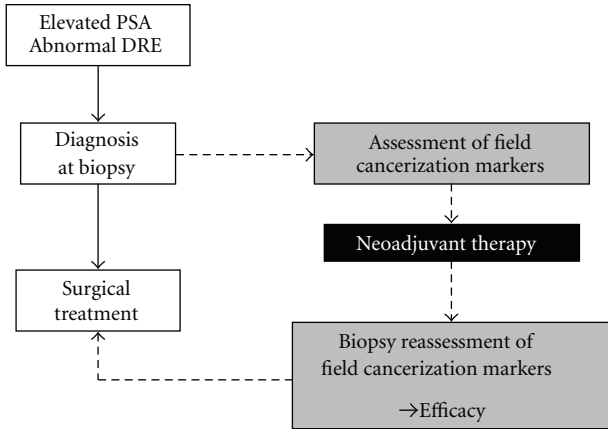 Elevated PSA
Abnormal DRE
Diagnosis
at biopsy
Assessment of field
cancerization markers
Neoadjuvant therapy
Surgical
treatment
Biopsy reassessment of
field cancerization markers
→Efficacy